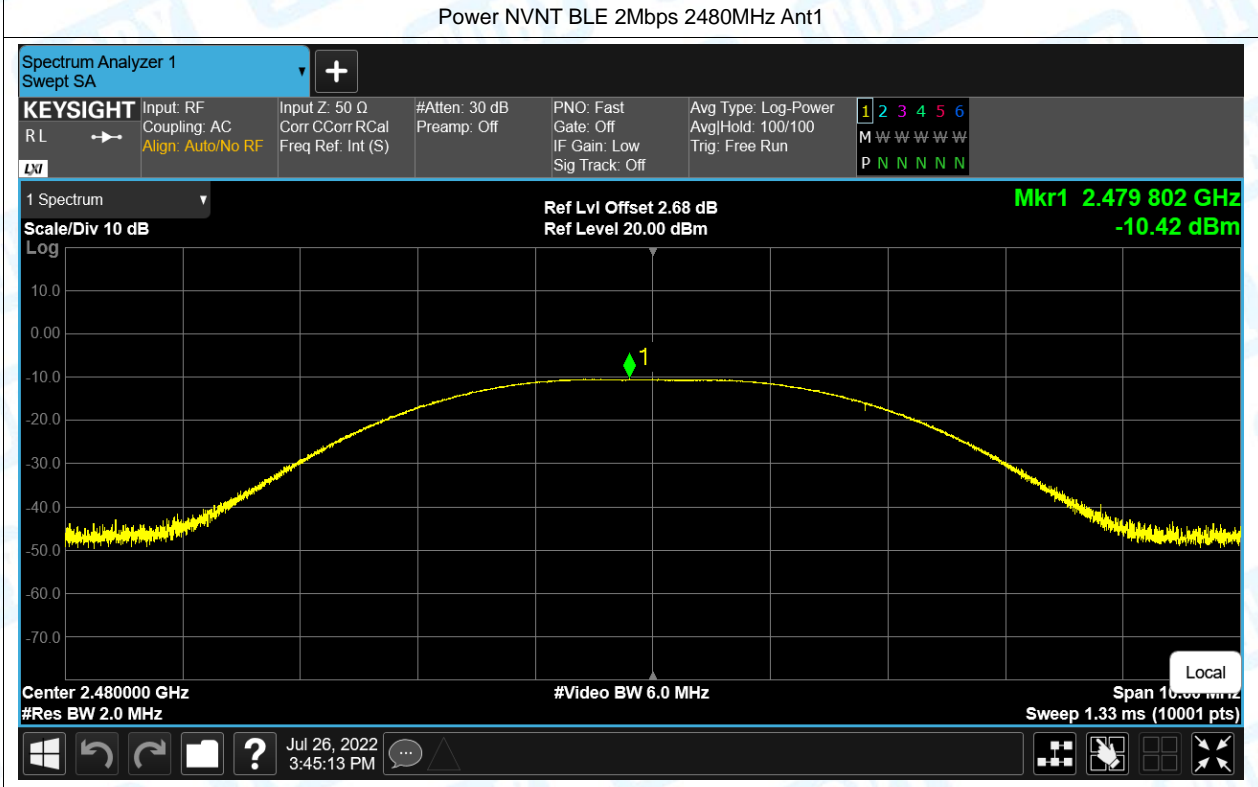 Power NVNT BLE 2Mbps 2480MHz Ant1
Spectrum Analyzer 1
Swept SA
KEYSIGHT
R L
LXI
Input: RF
Coupling: AC
Align: Auto/No RF
Input Z: 50 Ω
Corr CCorr RCal
Freq Ref: Int (S)
#Atten: 30 dB
Preamp: Off
PNO: Fast
Gate: Off
IF Gain: Low
Sig Track: Off
Avg Type: Log-Power
Avg|Hold: 100/100
Trig: Free Run
1 2 3 4 5 6
M W W W W W
P N N N N N
1 Spectrum
Scale/Div 10 dB
Ref Lvl Offset 2.68 dB
Ref Level 20.00 dBm
Mkr1 2.479 802 GHz
-10.42 dBm
Log
10.0
0.00
-10.0
-20.0
-30.0
-40.0
-50.0
-60.0
-70.0
1
Local
Center 2.480000 GHz
#Video BW 6.0 MHz
Span 10.00 MHz
#Res BW 2.0 MHz
Sweep 1.33 ms (10001 pts)
?
Jul 26, 2022
3:45:13 PM